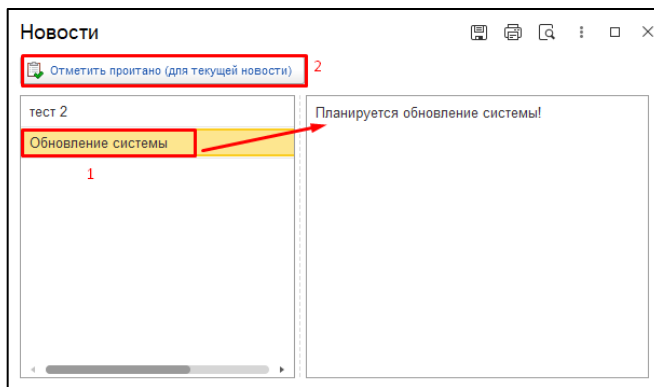 Новости
Отметить проитано (для текущей новости)
2
тест 2
Планируется обновление системы!
Обновление системы
1